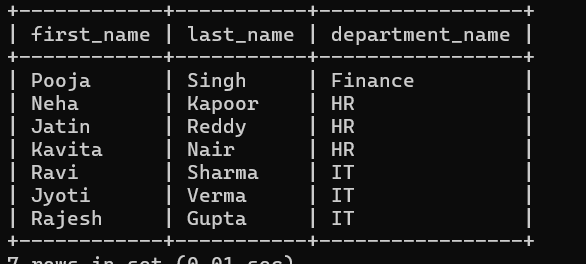 +------------+-----------+-----------------+
| first_name | last_name | department_name |
+------------+-----------+-----------------+
| Pooja      | Singh     | Finance         |
| Neha       | Kapoor    | HR              |
| Jatin      | Reddy     | HR              |
| Kavita     | Nair      | HR              |
| Ravi       | Sharma    | IT              |
| Jyoti      | Verma     | IT              |
| Rajesh     | Gupta     | IT              |
+------------+-----------+-----------------+
7 rows in set (0.01 sec)